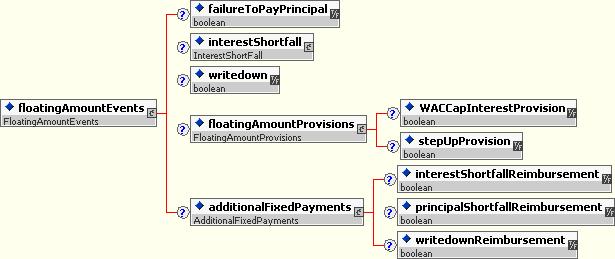 failureToPayPrincipal
boolean
interestShortfall
InterestShortFall
writedown
boolean
floatingAmountEvents
FloatingAmountEvents
floatingAmountProvisions
FloatingAmountProvisions
WACCapInterestProvision
boolean
stepUpProvision
boolean
additionalFixedPayments
AdditionalFixedPayments
interestShortfallReimbursement
boolean
principalShortfallReimbursement
boolean
writedownReimbursement
boolean